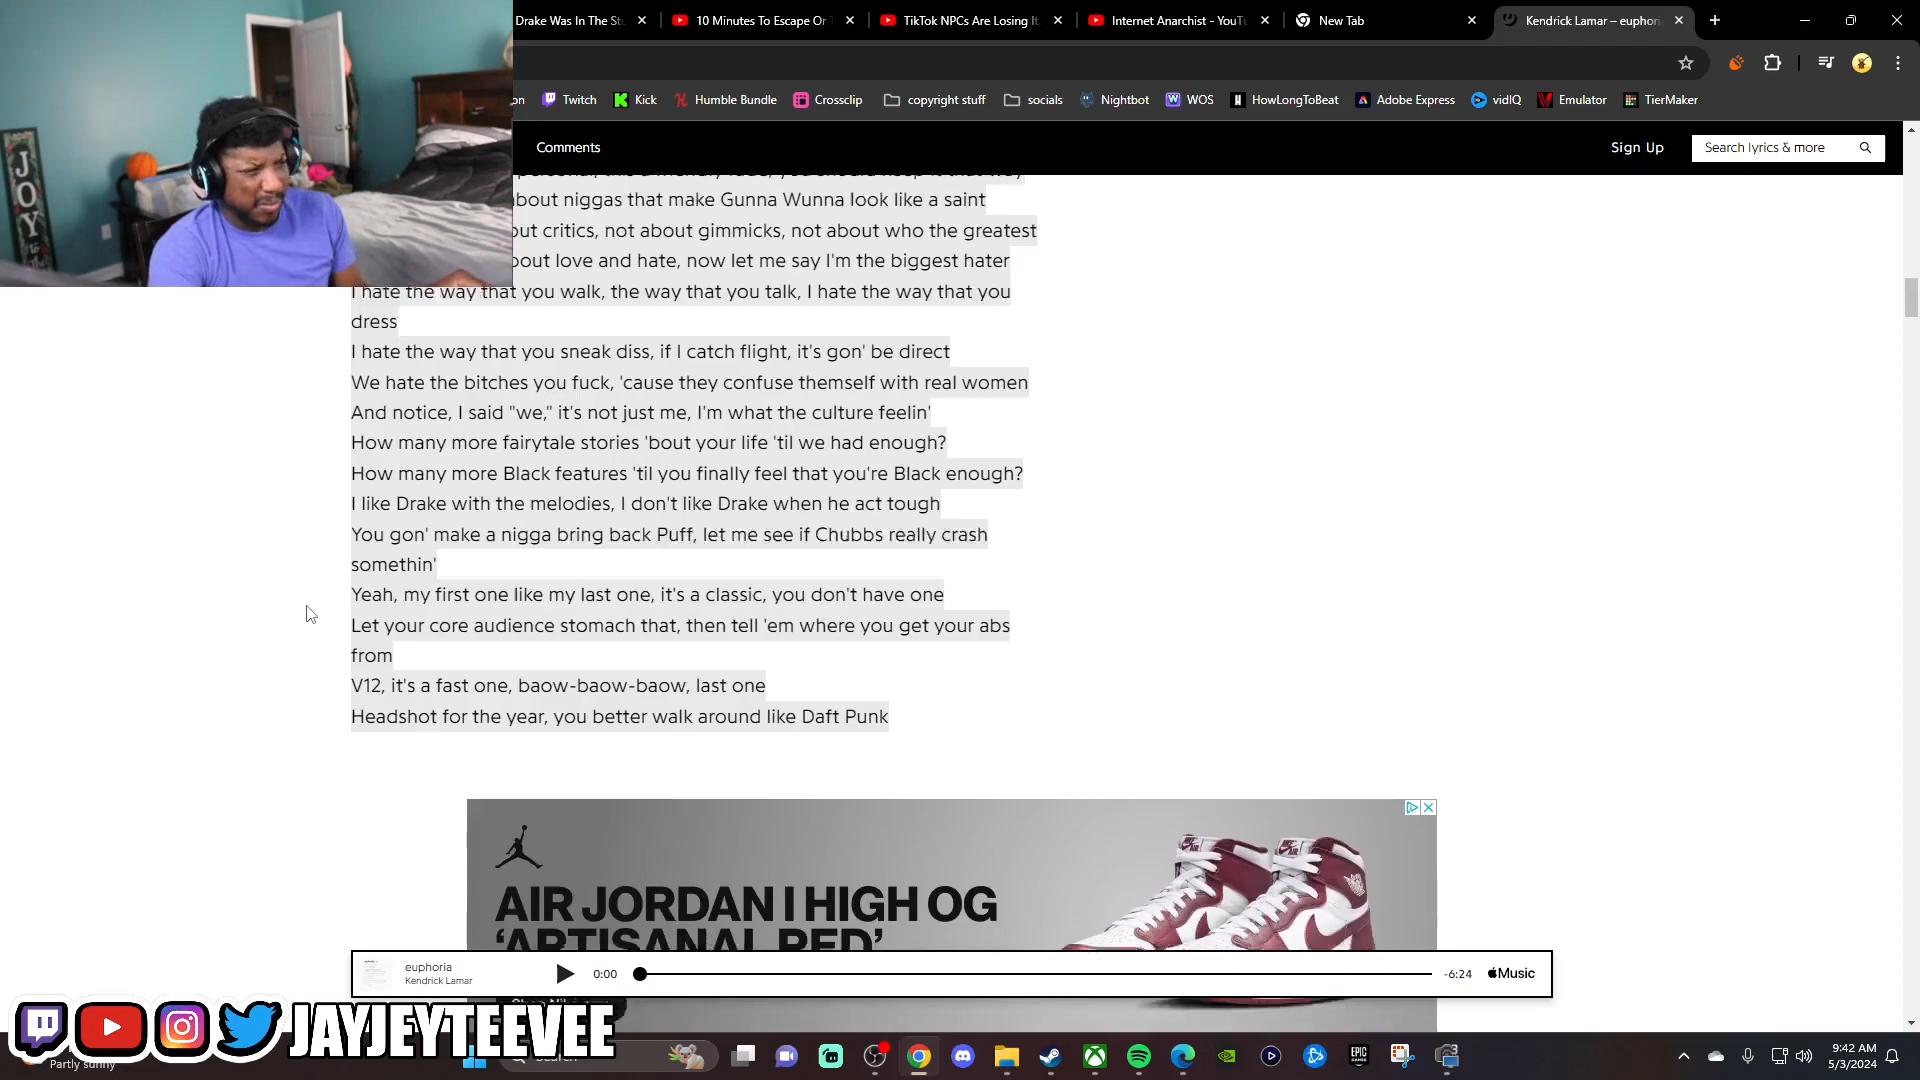 Drake Was In The St
10 Minutes To Escape Or
TikTok NPCs Are Losing It
Internet Anarchist - YouTu
New Tab
Kendrick Lamar – euphori
on
Twitch
Kick
Humble Bundle
Crossclip
copyright stuff
socials
Nightbot
WOS
HowLongToBeat
Adobe Express
vidIQ
Emulator
TierMaker
Comments
Sign Up
Search lyrics & more
JOY
bout niggas that make Gunna Wunna look like a saint
out critics, not about gimmicks, not about who the greatest
bout love and hate, now let me say I'm the biggest hater
I hate the way that you walk, the way that you talk, I hate the way that you
dress
I hate the way that you sneak diss, if I catch flight, it's gon' be direct
We hate the bitches you fuck, 'cause they confuse themself with real women
And notice, I said "we," it's not just me, I'm what the culture feelin'
How many more fairytale stories 'bout your life 'til we had enough?
How many more Black features 'til you finally feel that you're Black enough?
I like Drake with the melodies, I don't like Drake when he act tough
You gon' make a nigga bring back Puff, let me see if Chubbs really crash
somethin'
Yeah, my first one like my last one, it's a classic, you don't have one
Let your core audience stomach that, then tell 'em where you get your abs
from
V12, it's a fast one, baow-baow-baow, last one
Headshot for the year, you better walk around like Daft Punk
AIR JORDAN I HIGH OG
'ARTISANAL RED'
euphoria
Kendrick Lamar
0:00
-6:24
Music
JAYJEYTEEVEE
Search
Partly sunny
EPIC
9:42 AM
5/3/2024